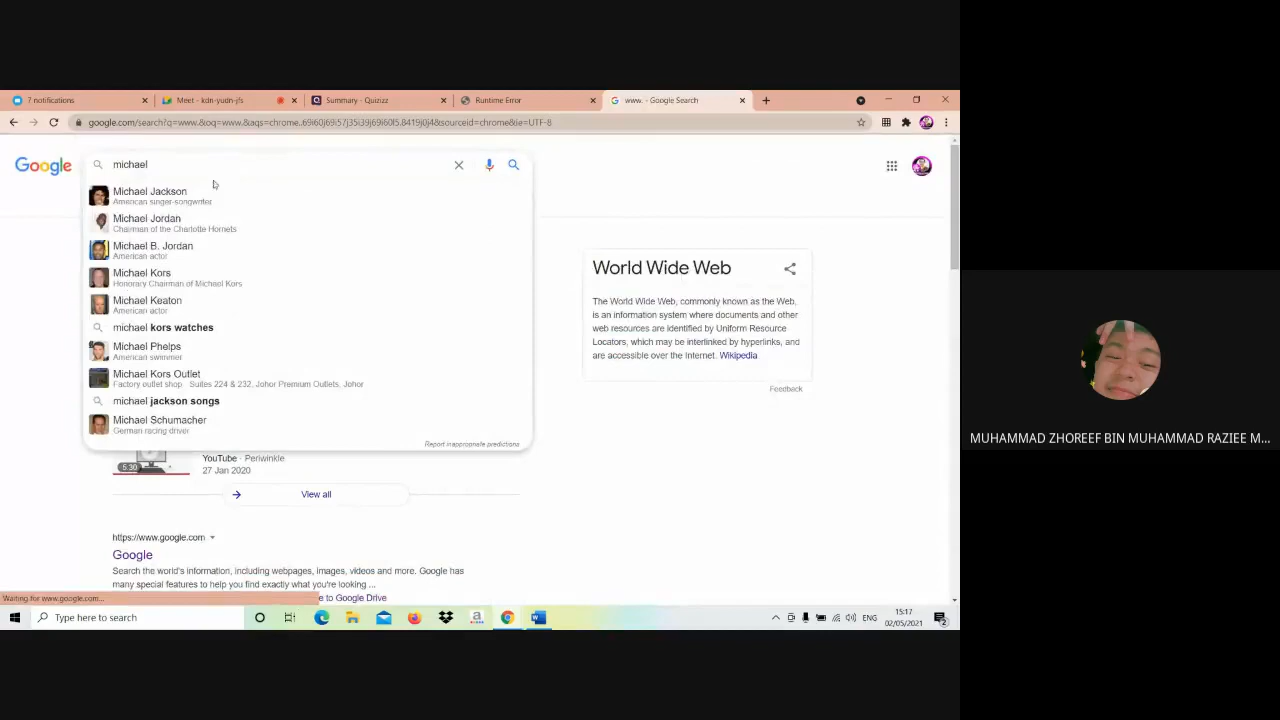 7 notifications
Meet - kdn-yudn-jfs
Summary - Quizizz
Runtime Error
www. - Google Search
google.com/search?q=www.&oq=www.&aqs=chrome..69i60j69i57j35i39j69i60l5.8419j0j4&sourceid=chrome&ie=UTF-8
Google
michael
Michael Jackson
American singer-songwriter
Michael Jordan
Chairman of the Charlotte Hornets
Michael B. Jordan
American actor
Michael Kors
Honorary Chairman of Michael Kors
Michael Keaton
American actor
michael kors watches
Michael Phelps
American swimmer
Michael Kors Outlet
Factory outlet shop · Suites 224 & 232, Johor Premium Outlets, Johor
michael jackson songs
Michael Schumacher
German racing driver
Report inappropriate predictions
World Wide Web
The World Wide Web, commonly known as the Web,
is an information system where documents and other
web resources are identified by Uniform Resource
Locators, which may be interlinked by hyperlinks, and
are accessible over the Internet. Wikipedia
Feedback
5:30
YouTube · Periwinkle
27 Jan 2020
View all
https://www.google.com
Google
Search the world's information, including webpages, images, videos and more. Google has
many special features to help you find exactly what you're looking ...
e to Google Drive
Waiting for www.google.com...
Type here to search
ENG
15:17
02/05/2021
MUHAMMAD ZHOREEF BIN MUHAMMAD RAZIEE M...